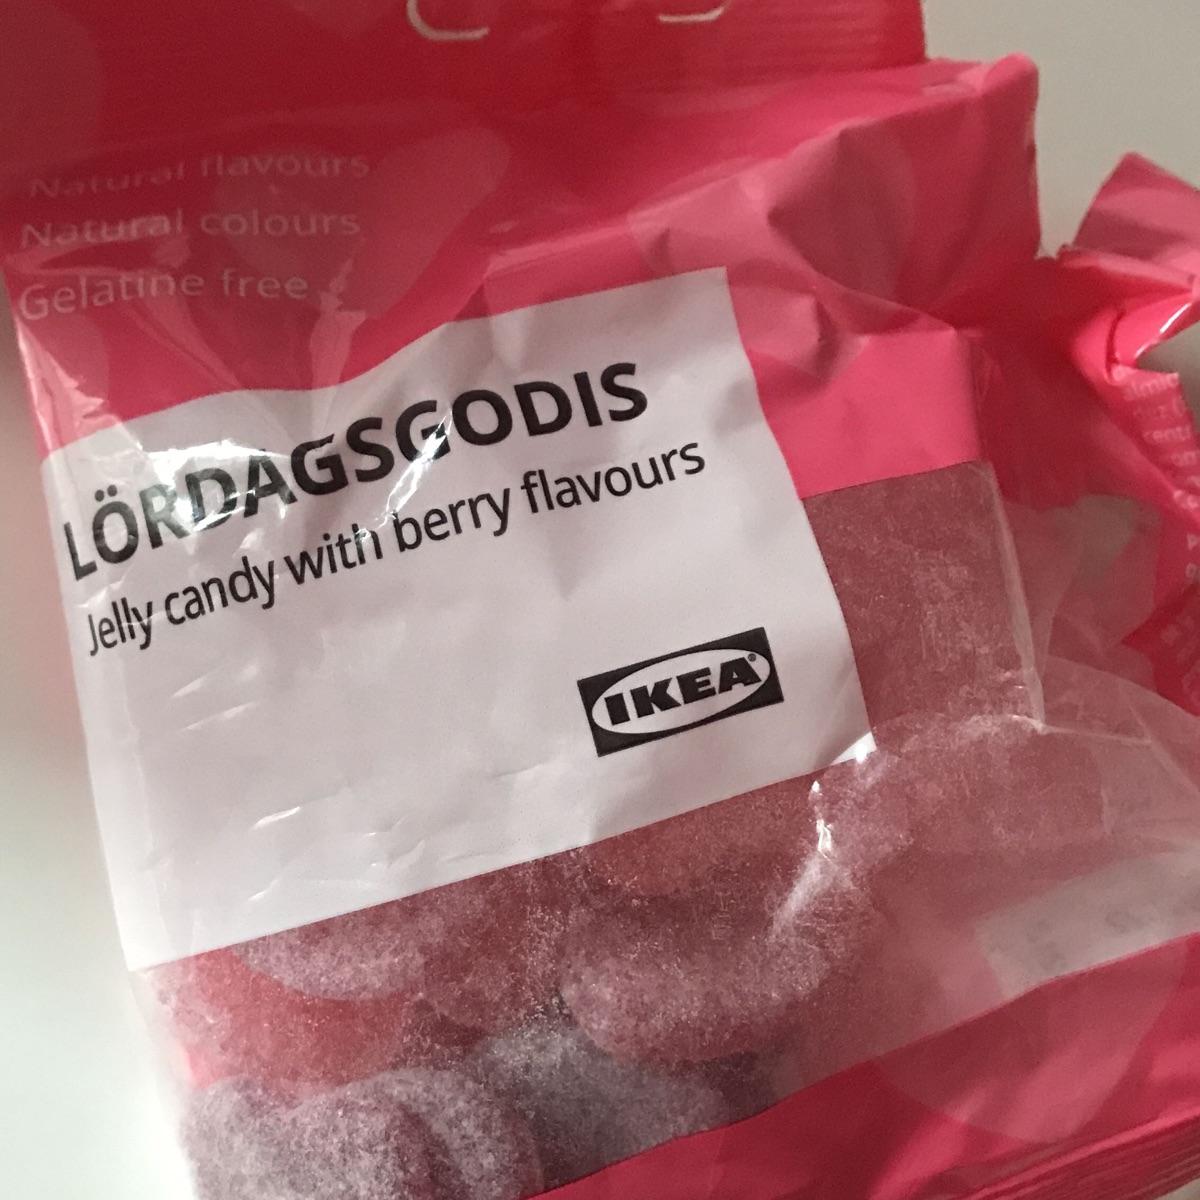 Natural flavours
Natural colours
Gelatine free
LÖRDAGSGODIS
Jelly candy with berry flavours
IKEA®